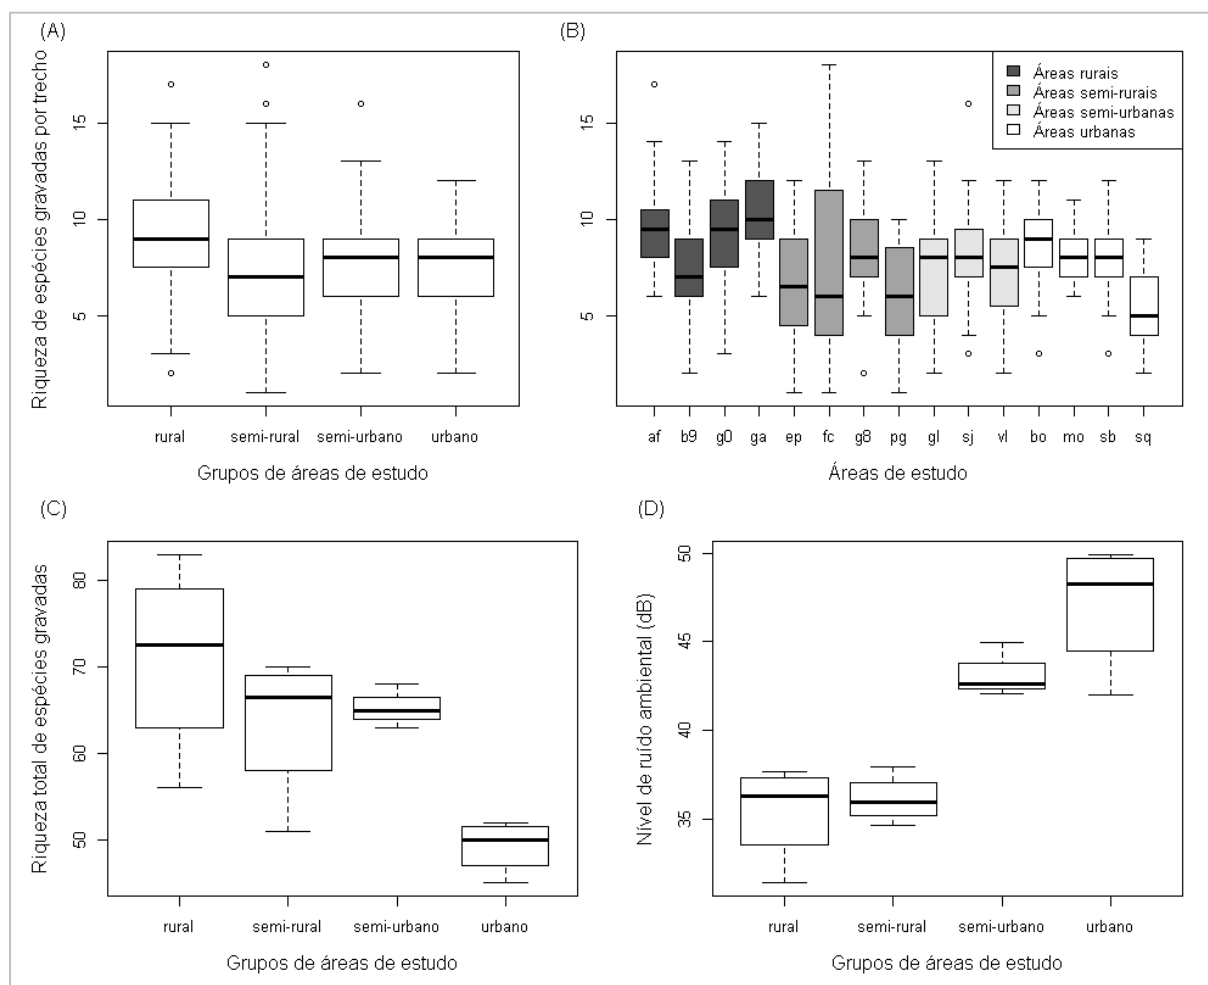 (A)
Riqueza de espécies gravadas por trecho
15
10
5
rural semi-rural semi-urbano urbano
Grupos de áreas de estudo
(B)
Áreas rurais
Áreas semi-rurais
Áreas semi-urbanas
Áreas urbanas
15
10
5
af b9 g0 ga ep fc g8 pg gl sj vl bo mo sb sq
Áreas de estudo
(C)
Riqueza total de espécies gravadas
80
70
60
50
rural semi-rural semi-urbano urbano
Grupos de áreas de estudo
(D)
Nível de ruído ambiental (dB)
50
45
40
35
rural semi-rural semi-urbano urbano
Grupos de áreas de estudo